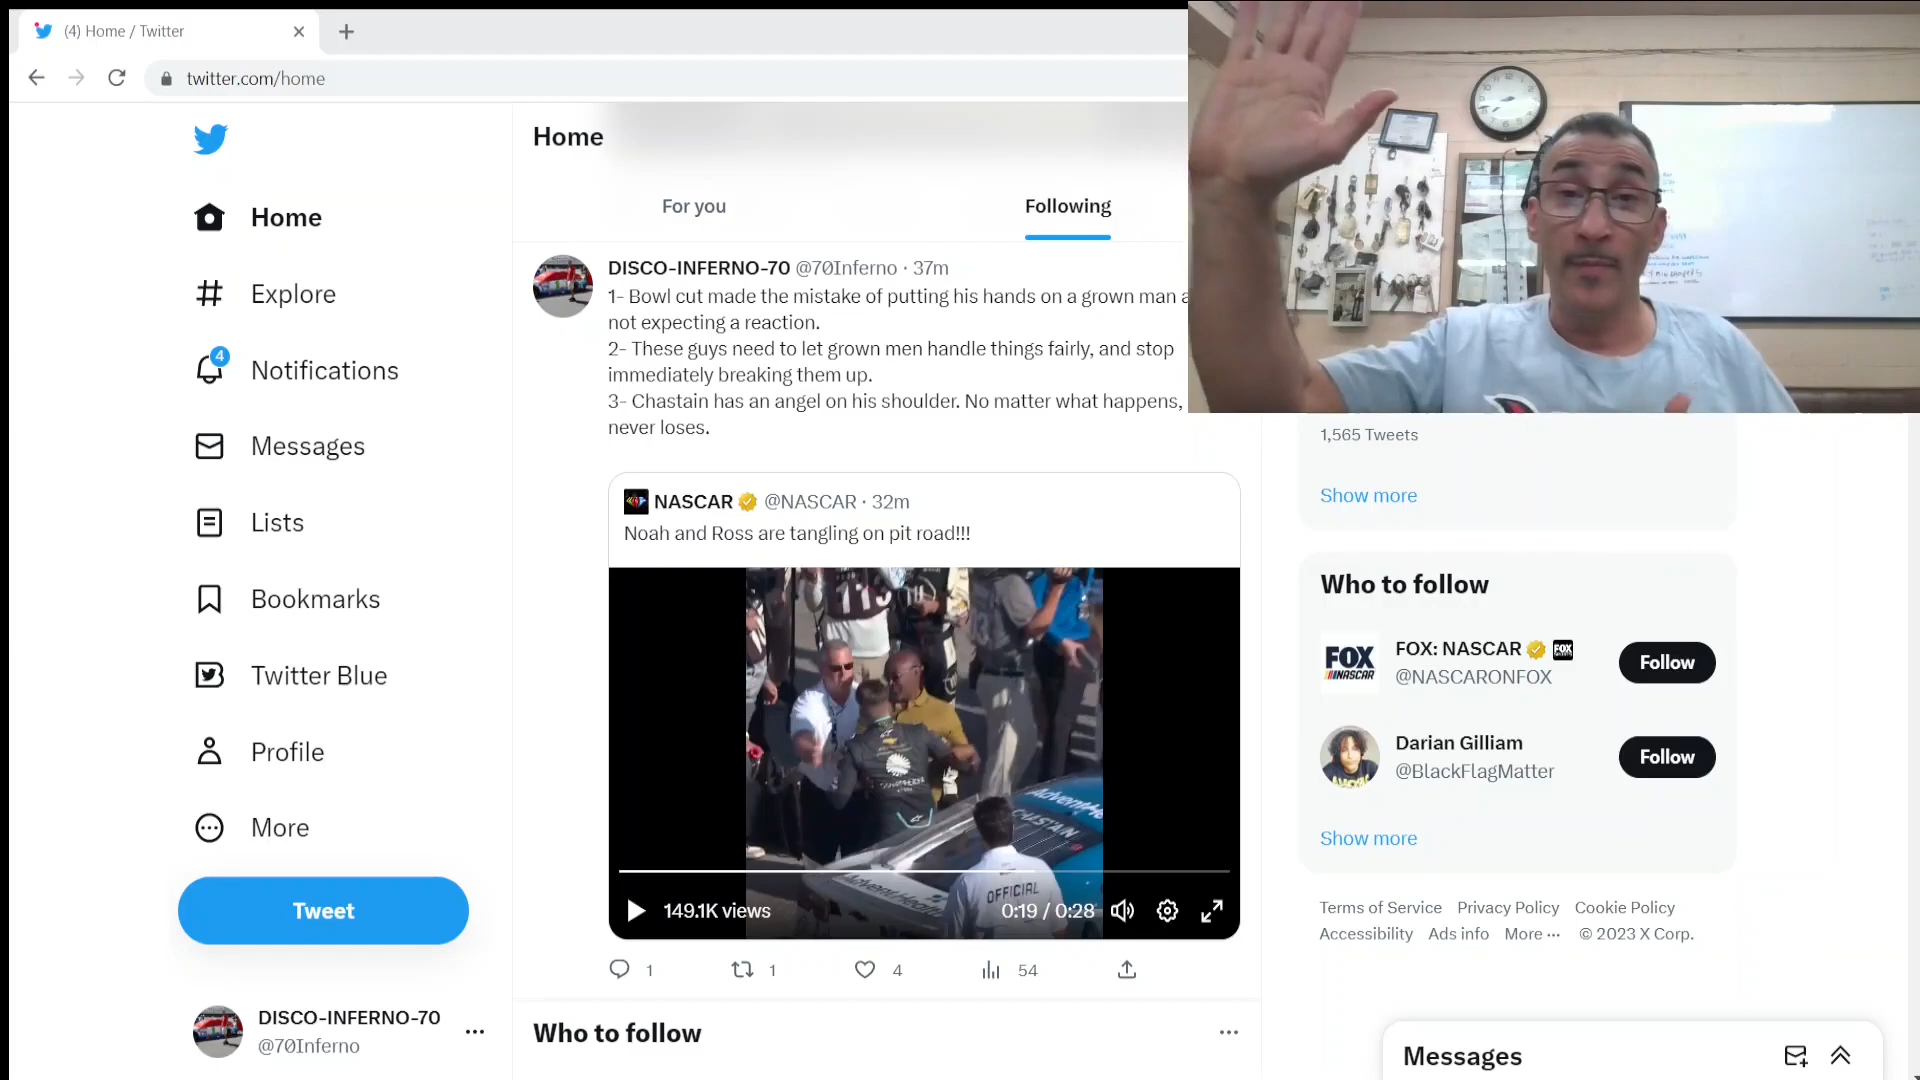 (4) Home / Twitter
twitter.com/home
Home
Home
Explore
4
Notifications
Messages
Lists
Bookmarks
Twitter Blue
Profile
More
Tweet
DISCO-INFERNO-70
@70Inferno
For you
Following
DISCO-INFERNO-70 @70Inferno · 37m
1- Bowl cut made the mistake of putting his hands on a grown man
not expecting a reaction.
2- These guys need to let grown men handle things fairly, and stop
immediately breaking them up.
3- Chastain has an angel on his shoulder. No matter what happens,
never loses.
NASCAR @NASCAR · 32m
Noah and Ross are tangling on pit road!!!
OFFICIAL
149.1K views
0:19 / 0:28
1
1
4
54
Who to follow
1,565 Tweets
Show more
Who to follow
FOX: NASCAR
@NASCARONFOX
Follow
Darian Gilliam
@BlackFlagMatter
Follow
Show more
Terms of Service Privacy Policy Cookie Policy
Accessibility Ads info More ··· © 2023 X Corp.
Messages